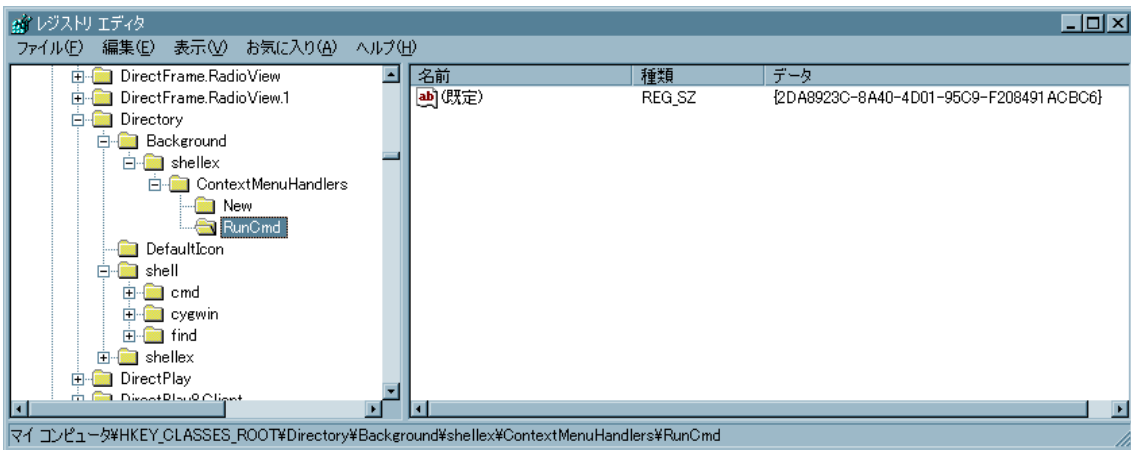 レジストリ エディタ
ファイル(F) 編集(E) 表示(V) お気に入り(A) ヘルプ(H)
DirectFrame.RadioView
DirectFrame.RadioView.1
Directory
Background
shellex
ContextMenuHandlers
New
RunCmd
DefaultIcon
shell
cmd
cygwin
find
shellex
DirectPlay
DirectPlay8Client
名前 種類 データ
ab (既定) REG_SZ {2DA8923C-8A40-4D01-95C9-F208491ACBC6}
マイ コンピュータ¥HKEY_CLASSES_ROOT¥Directory¥Background¥shellex¥ContextMenuHandlers¥RunCmd